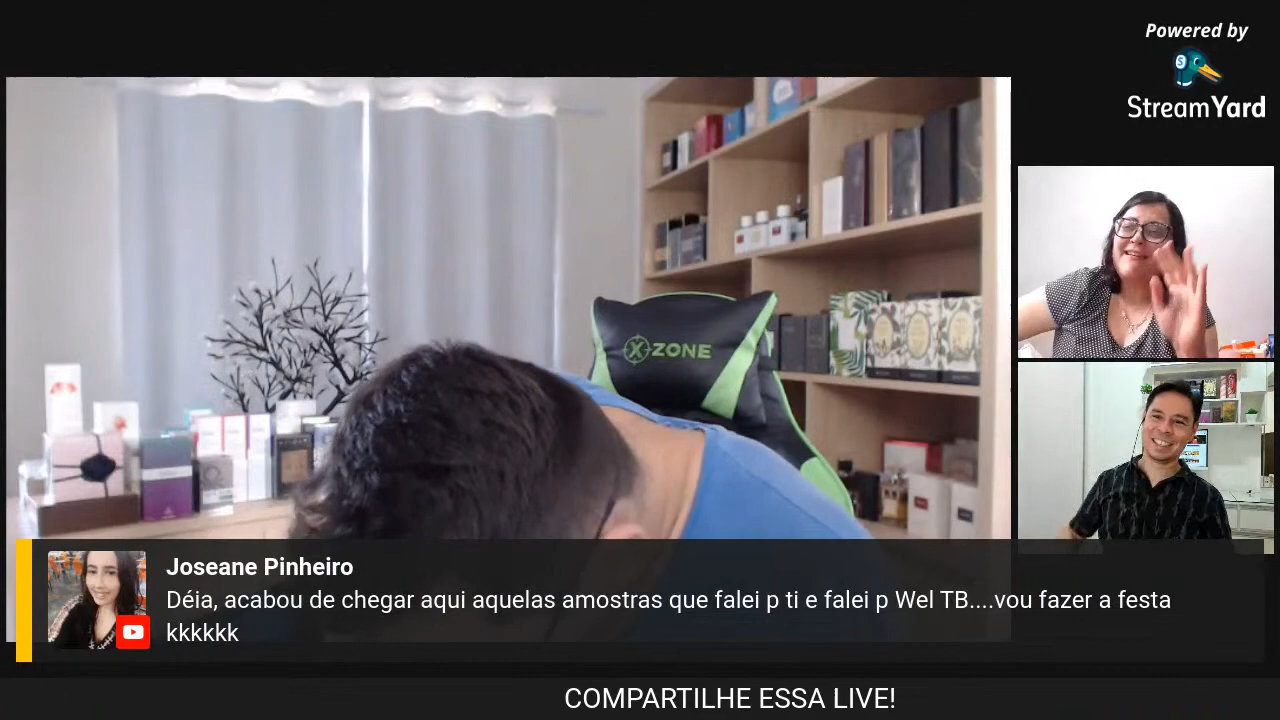 Powered by
StreamYard
X-ZONE
Joseane Pinheiro
Déia, acabou de chegar aqui aquelas amostras que falei p ti e falei p Wel TB....vou fazer a festa
kkkkkk
COMPARTILHE ESSA LIVE!